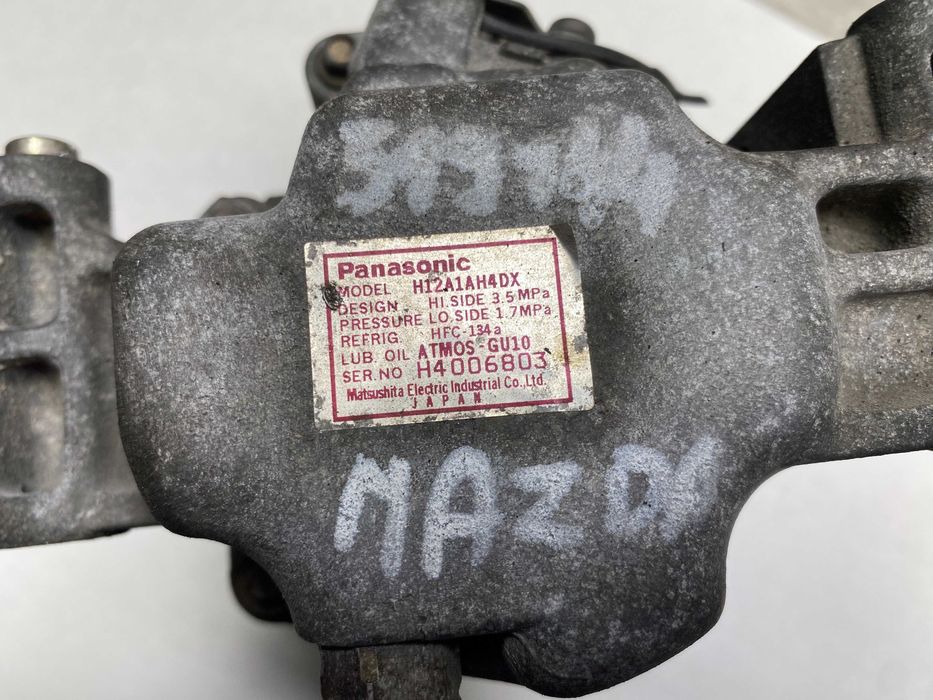 Panasonic
MODEL H12A1AH4DX
DESIGN HI.SIDE 3.5MPa
PRESSURE LO.SIDE 1.7MPa
REFRIG. HFC-134a
LUB. OIL ATMOS-GU10
SER.NO H4006803
Matsushita Electric Industrial Co.,Ltd.
JAPAN
MAZDA